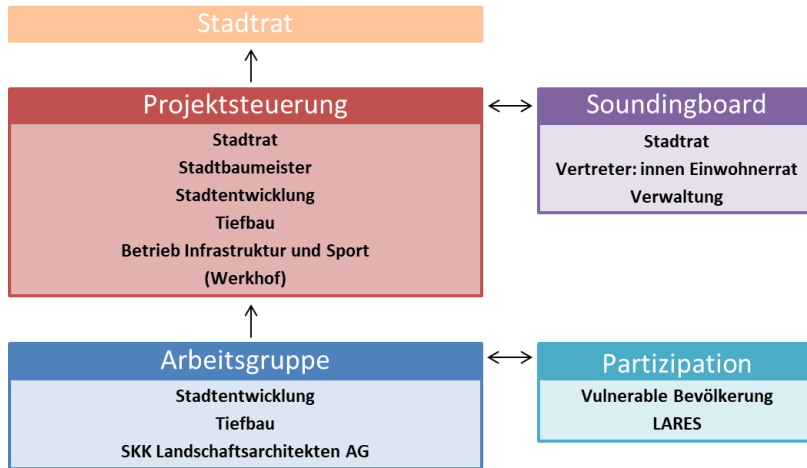 Stadtrat
Projektsteuerung
Stadtrat
Stadtbaumeister
Stadtentwicklung
Tiefbau
Betrieb Infrastruktur und Sport
(Werkhof)
Soundingboard
Stadtrat
Vertreter: innen Einwohnerrat
Verwaltung
Arbeitsgruppe
Stadtentwicklung
Tiefbau
SKK Landschaftsarchitekten AG
Partizipation
Vulnerable Bevölkerung
LARES